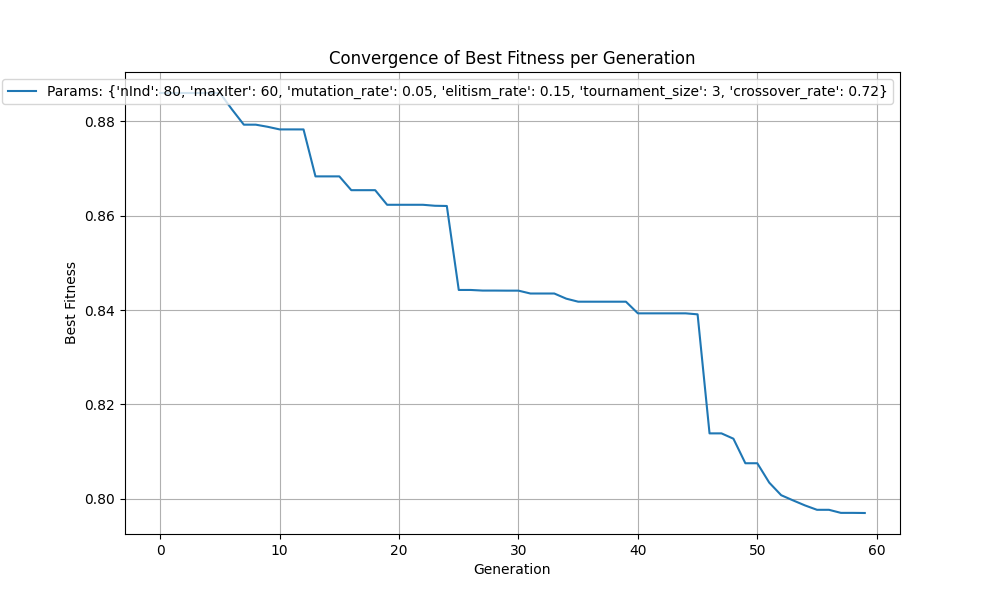 Convergence of Best Fitness per Generation
Params: {'nInd': 80, 'maxIter': 60, 'mutation_rate': 0.05, 'elitism_rate': 0.15, 'tournament_size': 3, 'crossover_rate': 0.72}
Best Fitness
0.88
0.86
0.84
0.82
0.80
0 10 20 30 40 50 60
Generation